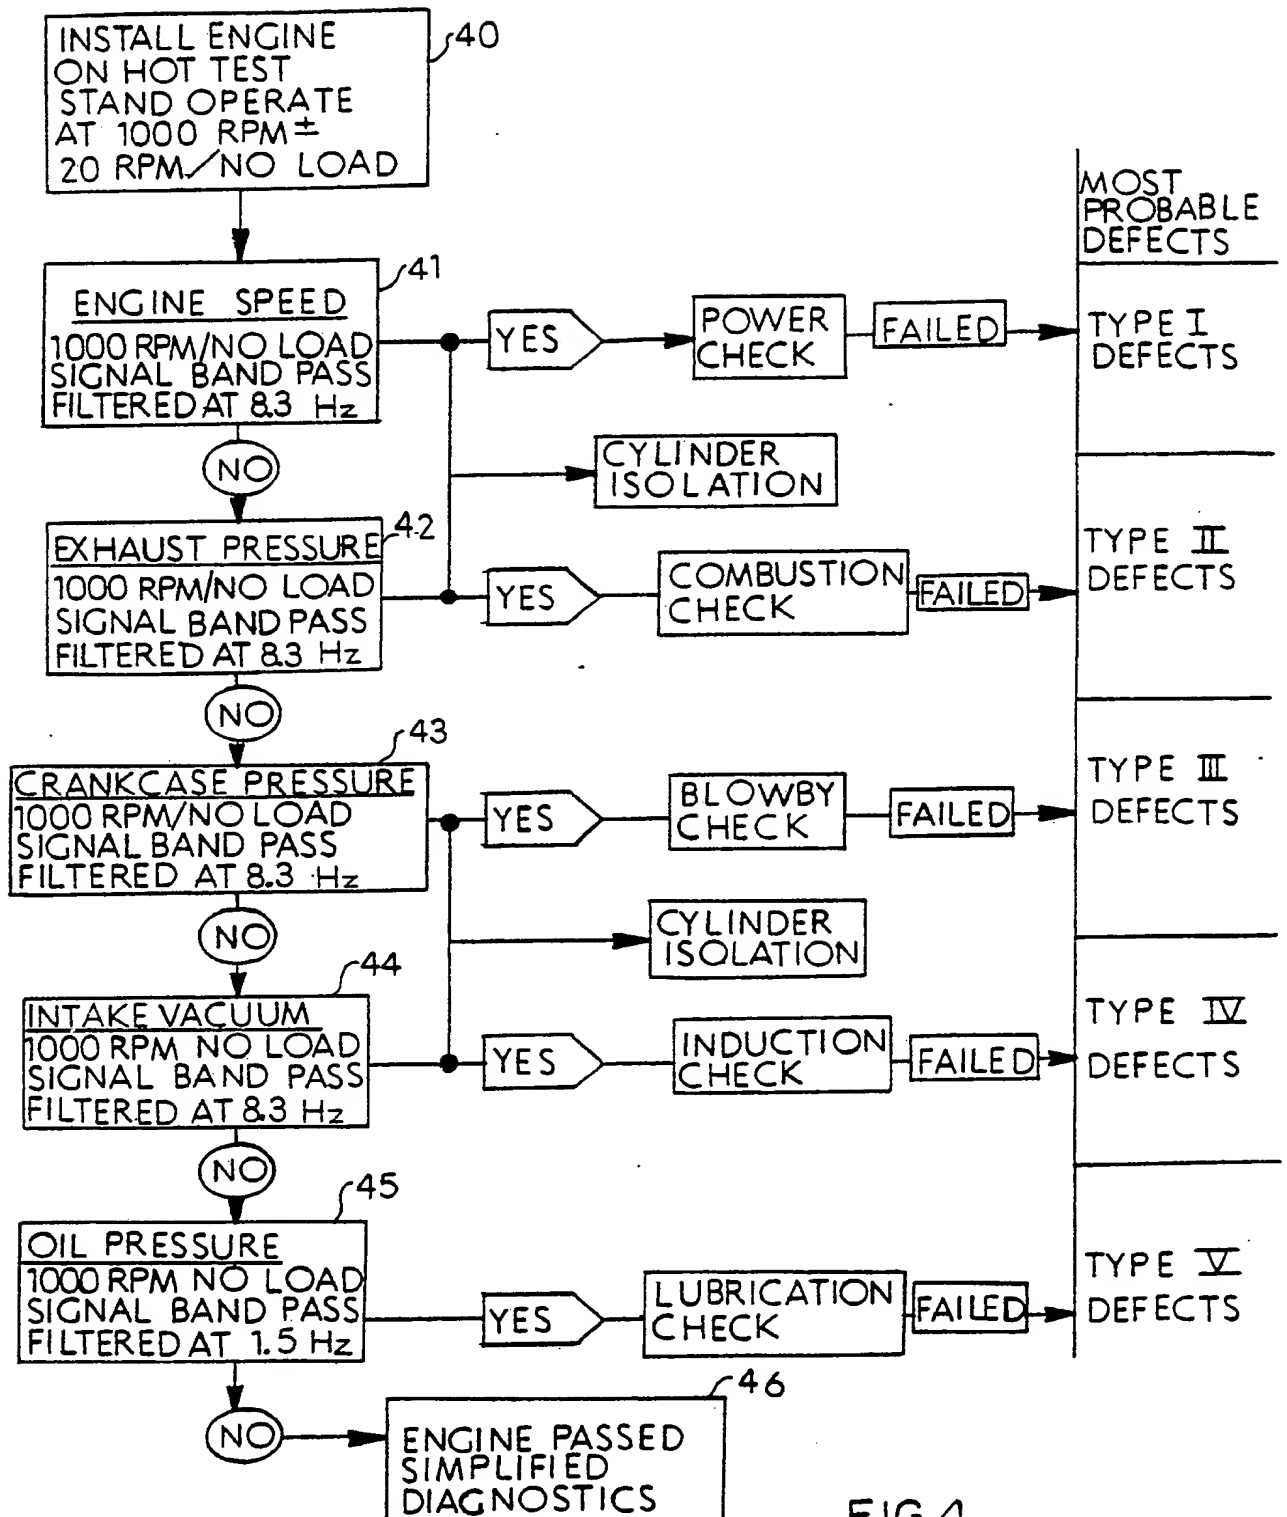 INSTALL ENGINE
ON HOT TEST
STAND OPERATE
AT 1000 RPM ±
20 RPM/NO LOAD
40
MOST
PROBABLE
DEFECTS
41
ENGINE SPEED
1000 RPM/NO LOAD
SIGNAL BAND PASS
FILTERED AT 8.3 Hz
YES
POWER
CHECK
FAILED
TYPE I
DEFECTS
NO
CYLINDER
ISOLATION
42
EXHAUST PRESSURE
1000 RPM/NO LOAD
SIGNAL BAND PASS
FILTERED AT 8.3 Hz
YES
COMBUSTION
CHECK
FAILED
TYPE II
DEFECTS
NO
43
CRANKCASE PRESSURE
1000 RPM/NO LOAD
SIGNAL BAND PASS
FILTERED AT 8.3 Hz
YES
BLOWBY
CHECK
FAILED
TYPE III
DEFECTS
NO
CYLINDER
ISOLATION
44
INTAKE VACUUM
1000 RPM NO LOAD
SIGNAL BAND PASS
FILTERED AT 8.3 Hz
YES
INDUCTION
CHECK
FAILED
TYPE IV
DEFECTS
NO
45
OIL PRESSURE
1000 RPM NO LOAD
SIGNAL BAND PASS
FILTERED AT 1.5 Hz
YES
LUBRICATION
CHECK
FAILED
TYPE V
DEFECTS
NO
46
ENGINE PASSED
SIMPLIFIED
DIAGNOSTICS
FIG 4